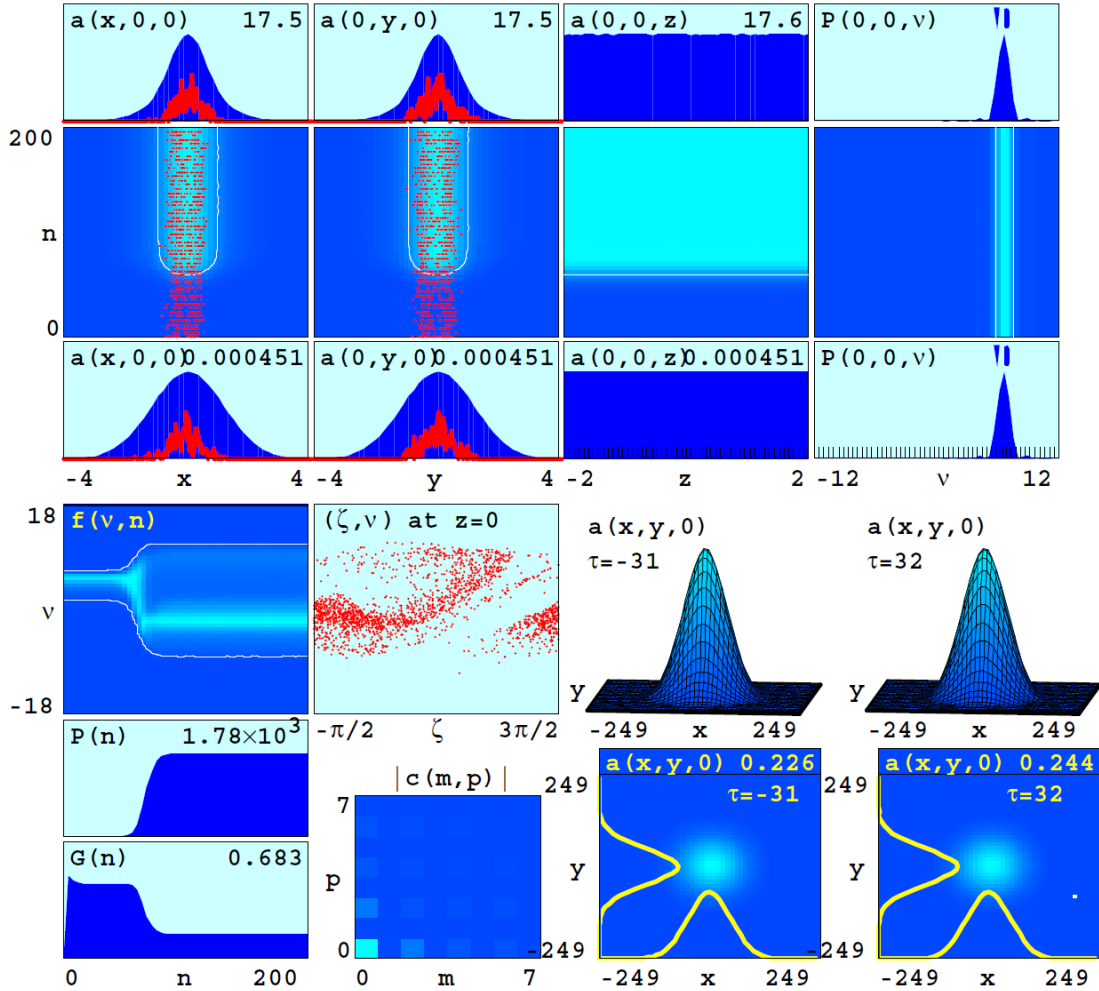 a(x,0,0) 17.5
a(0,y,0) 17.5
a(0,0,z) 17.6
P(0,0,ν)
200
n
0
a(x,0,0)0.000451
a(0,y,0)0.000451
a(0,0,z)0.000451
P(0,0,ν)
-4 x 4
-4 y 4
-2 z 2
-12 ν 12
18
ν
-18
f(ν,n)
(ζ,ν) at z=0
-π/2 ζ 3π/2
a(x,y,0)
τ=-31
y
-249 x 249
a(x,y,0)
τ=32
y
-249 x 249
P(n) 1.78×10³
G(n) 0.683
0 n 200
|c(m,p)|
7
p
0
0 m 7
a(x,y,0) 0.226
τ=-31
249
y
-249
-249 x 249
a(x,y,0) 0.244
τ=32
249
y
-249
-249 x 249